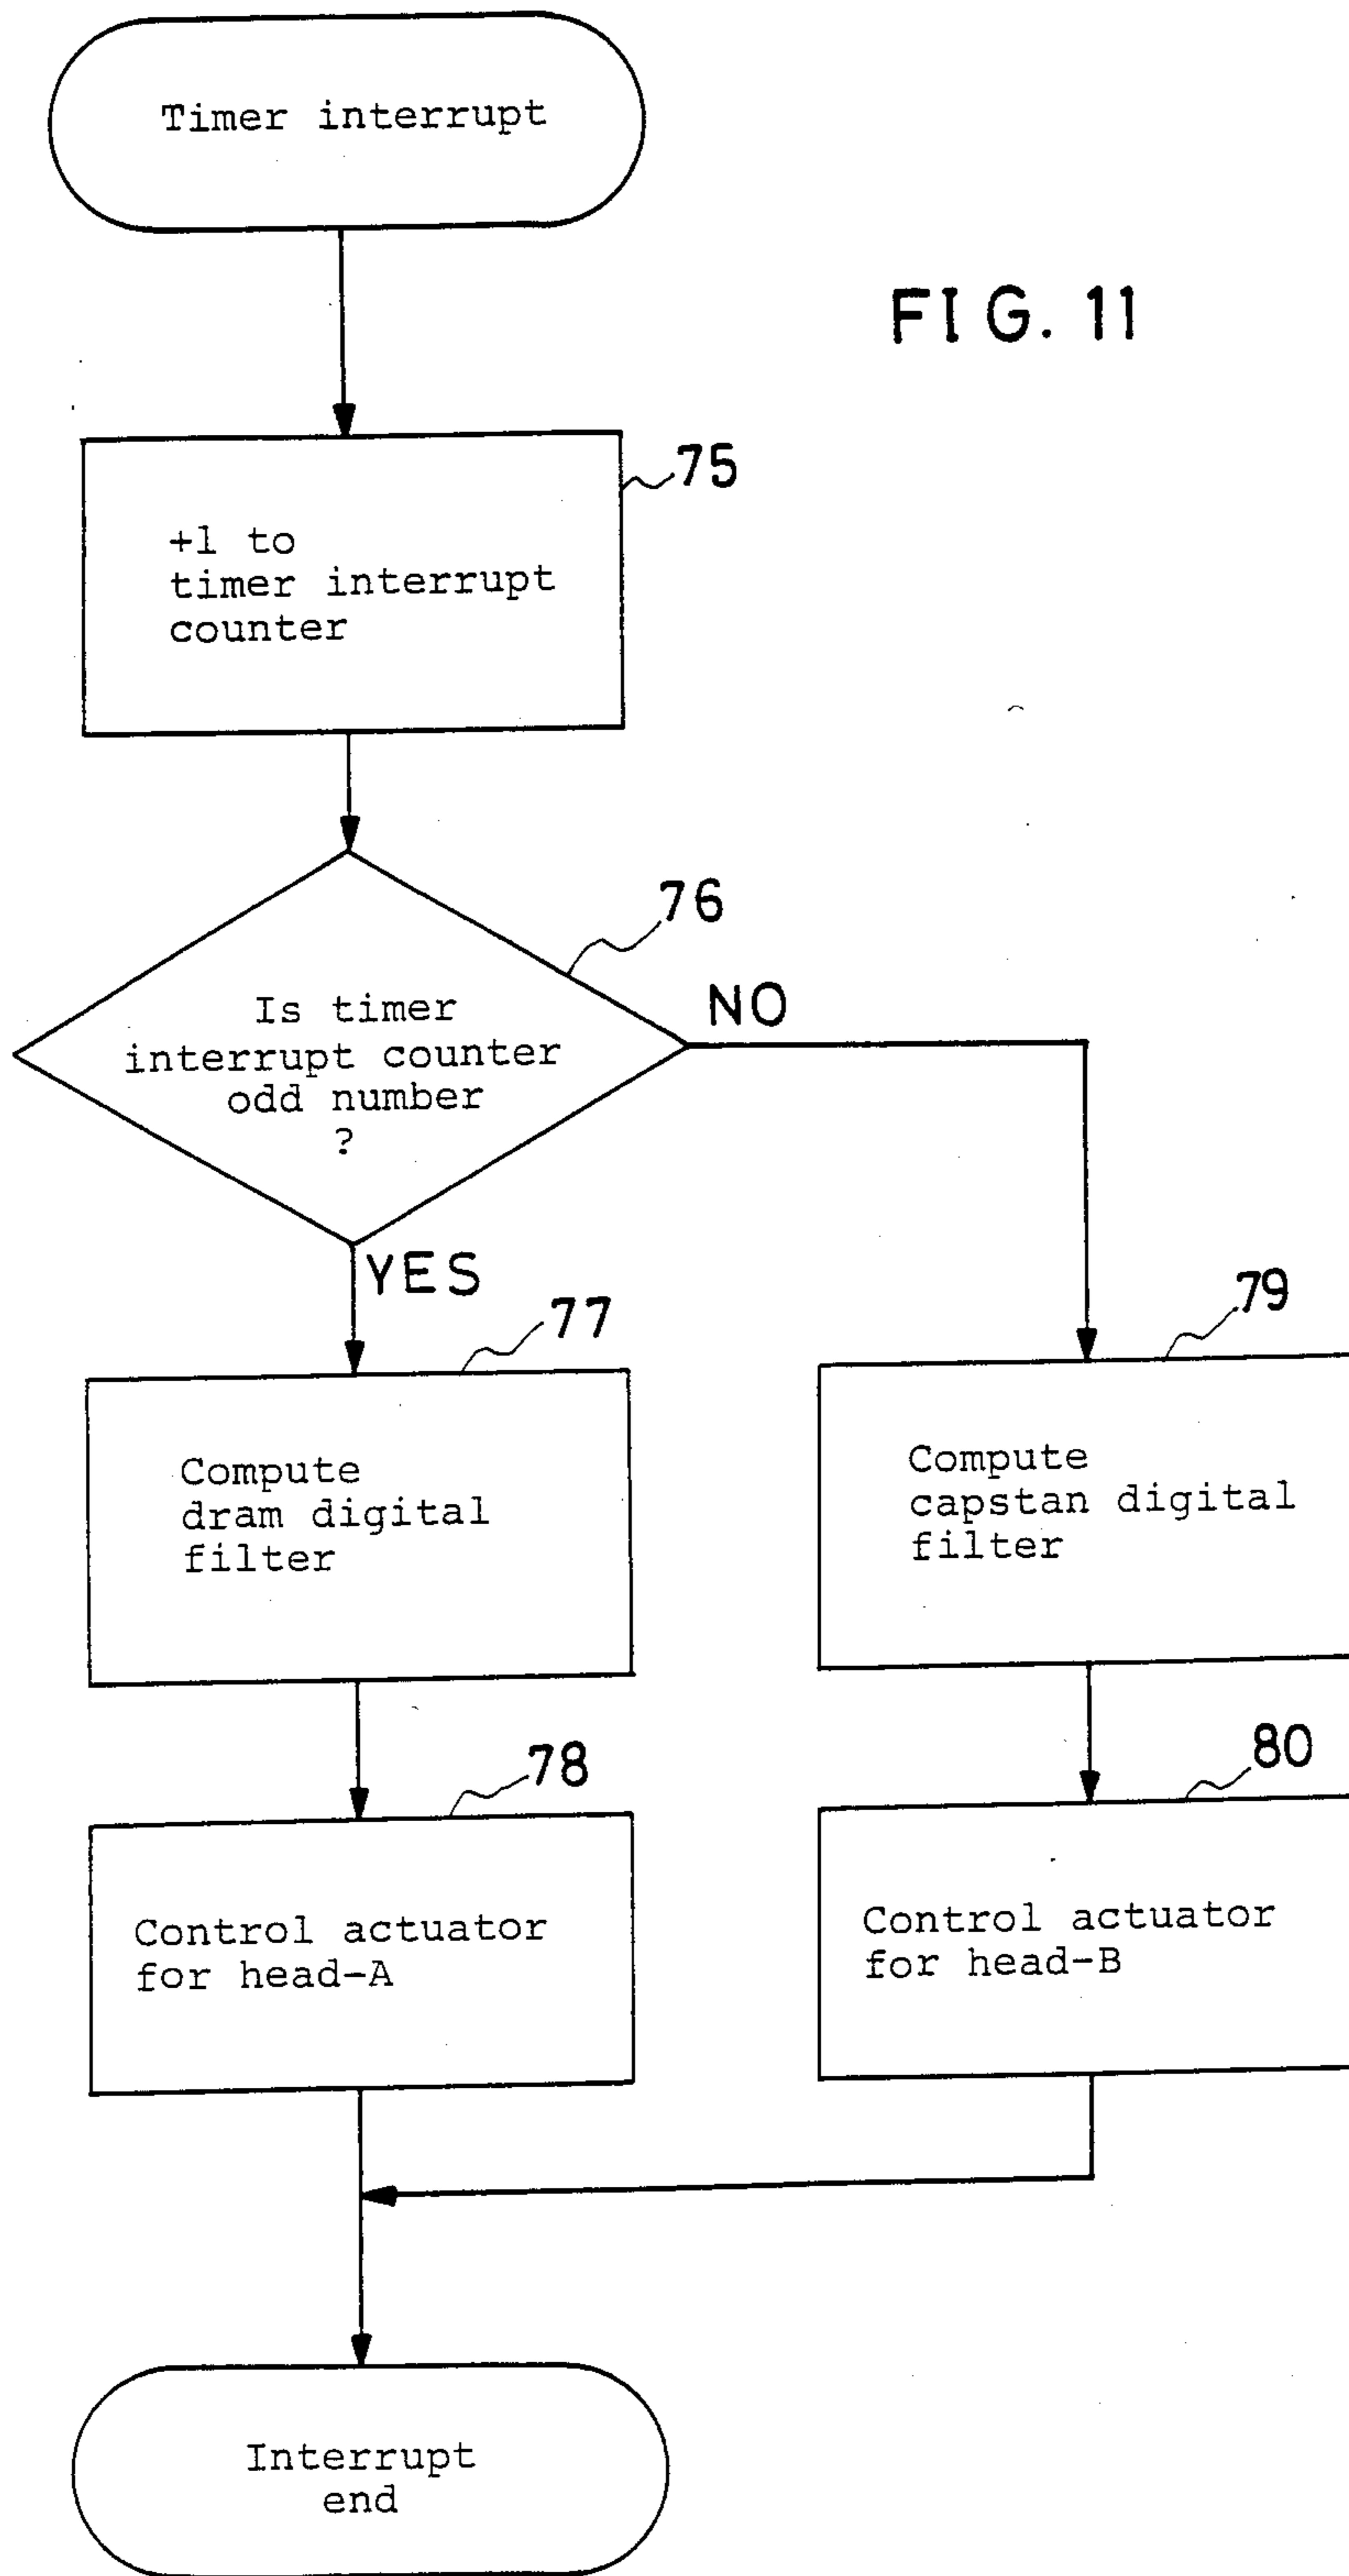 Timer interrupt
FIG. 11
75
+1 to
timer interrupt
counter
76
Is timer
interrupt counter
odd number
?
NO
YES
77
Compute
dram digital
filter
79
Compute
capstan digital
filter
78
Control actuator
for head-A
80
Control actuator
for head-B
Interrupt
end